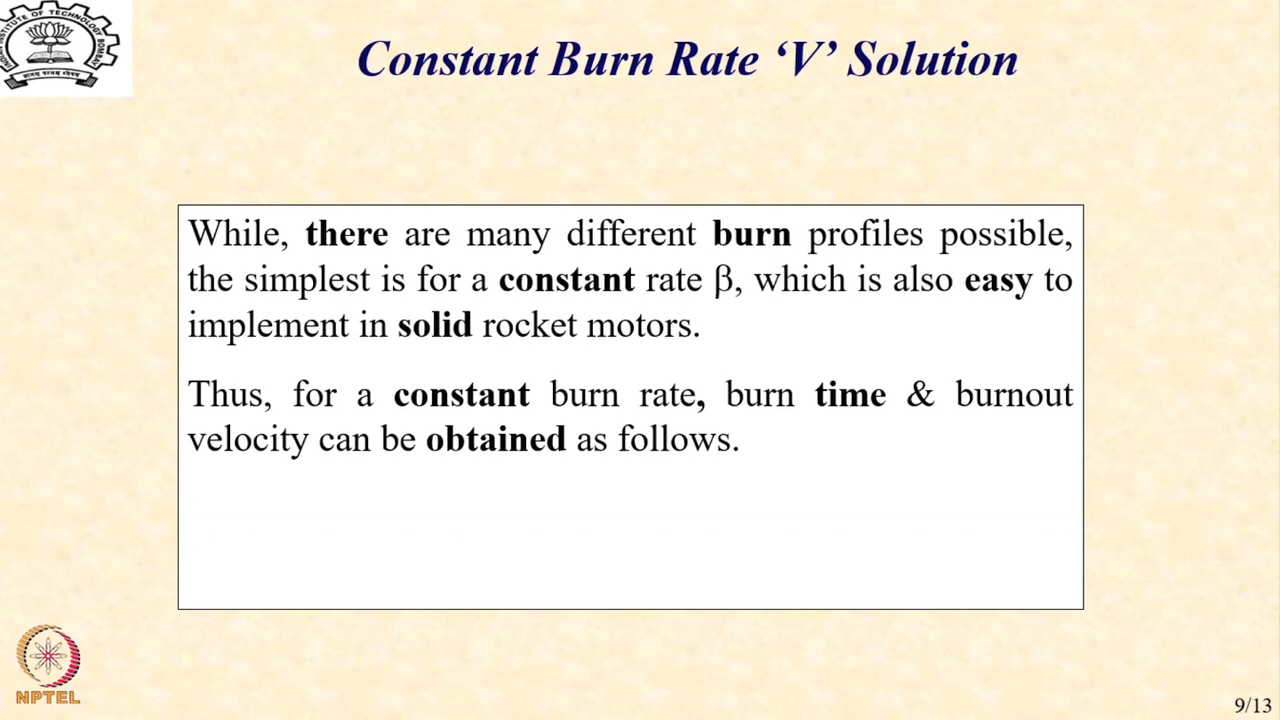 Constant Burn Rate ‘V’ Solution
While, there are many different burn profiles possible,
the simplest is for a constant rate β, which is also easy to
implement in solid rocket motors.
Thus, for a constant burn rate, burn time & burnout
velocity can be obtained as follows.
NPTEL
9/13